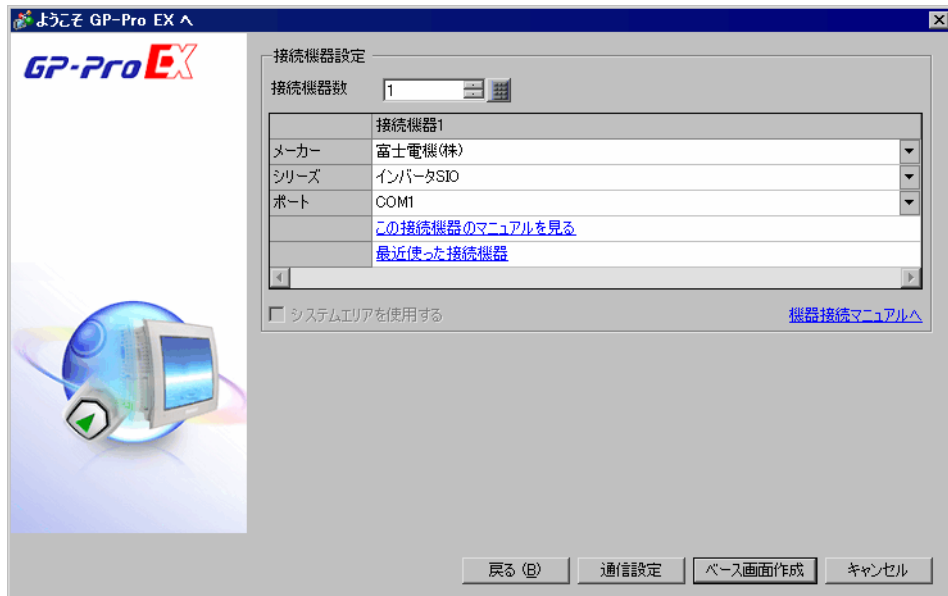 ようこそ GP-Pro EX へ
GP-Pro EX
接続機器設定
接続機器数 1
接続機器1
メーカー 富士電機(株)
シリーズ インバータSIO
ポート COM1
この接続機器のマニュアルを見る
最近使った接続機器
システムエリアを使用する 機器接続マニュアルへ
戻る (B) 通信設定 ベース画面作成 キャンセル